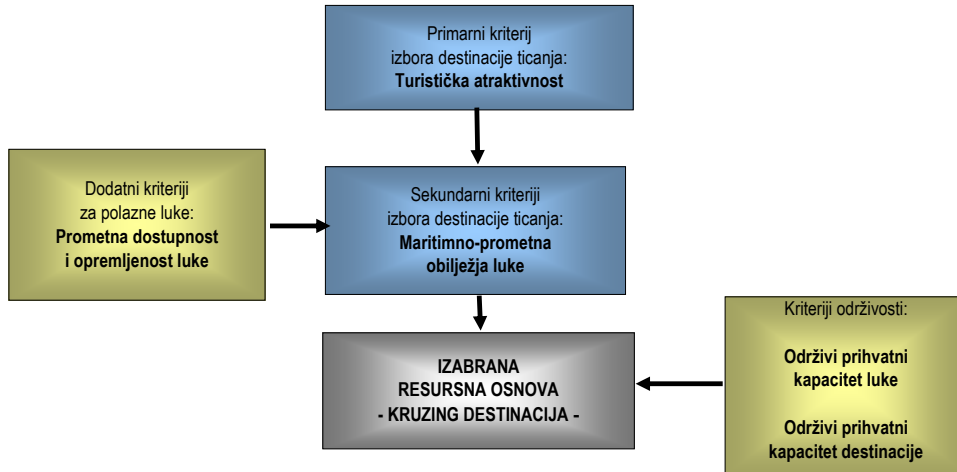 Primarni kriterij
izbora destinacije ticanja:
Turistička atraktivnost
Dodatni kriteriji
za polazne luke:
Prometna dostupnost
i opremljenost luke
Sekundarni kriteriji
izbora destinacije ticanja:
Maritimno-prometna
obilježja luke
Kriteriji održivosti:
Održivi prihvatni
kapacitet luke
Održivi prihvatni
kapacitet destinacije
IZABRANA
RESURSNA OSNOVA
- KRUZING DESTINACIJA -